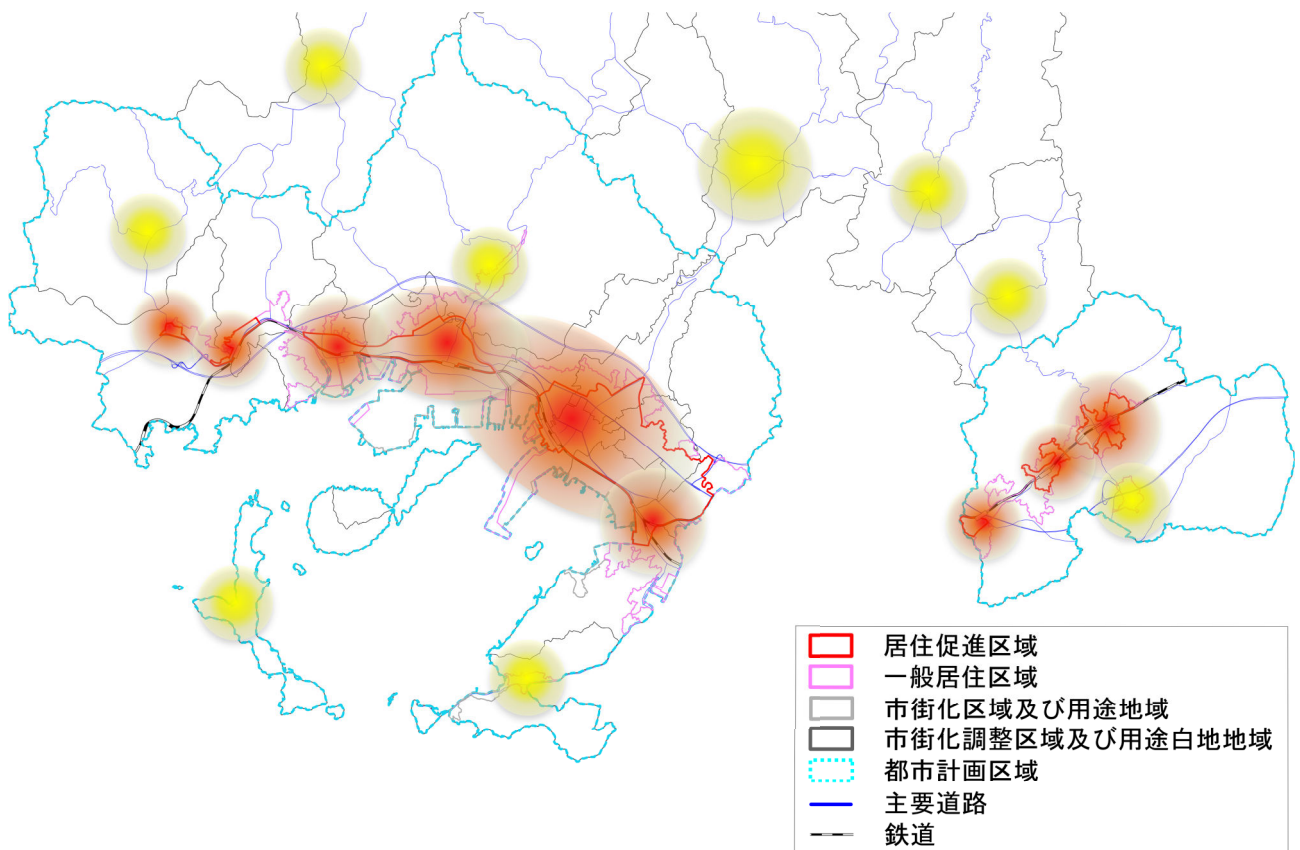 居住促進区域
一般居住区域
市街化区域及び用途地域
市街化調整区域及び用途白地地域
都市計画区域
主要道路
鉄道